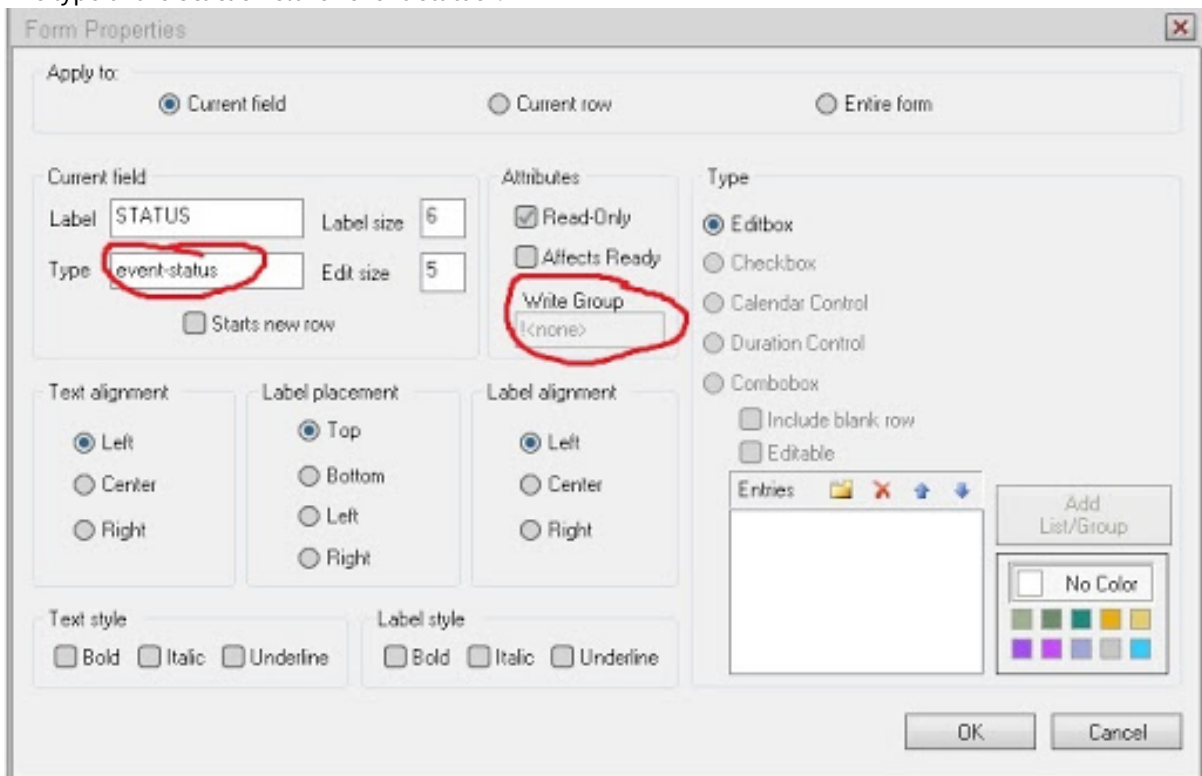 Form Properties
Apply to:
Current field Current row Entire form
Current field
Label STATUS Label size 6
Type event-status Edit size 5
Starts new row
Attributes
Read-Only
Affects Ready
Write Group
!<none>
Type
Editbox
Checkbox
Calendar Control
Duration Control
Combobox
Include blank row
Editable
Entries
Add
List/Group
No Color
Text alignment
Left
Center
Right
Label placement
Top
Bottom
Left
Right
Label alignment
Left
Center
Right
Text style
Bold Italic Underline
Label style
Bold Italic Underline
OK Cancel